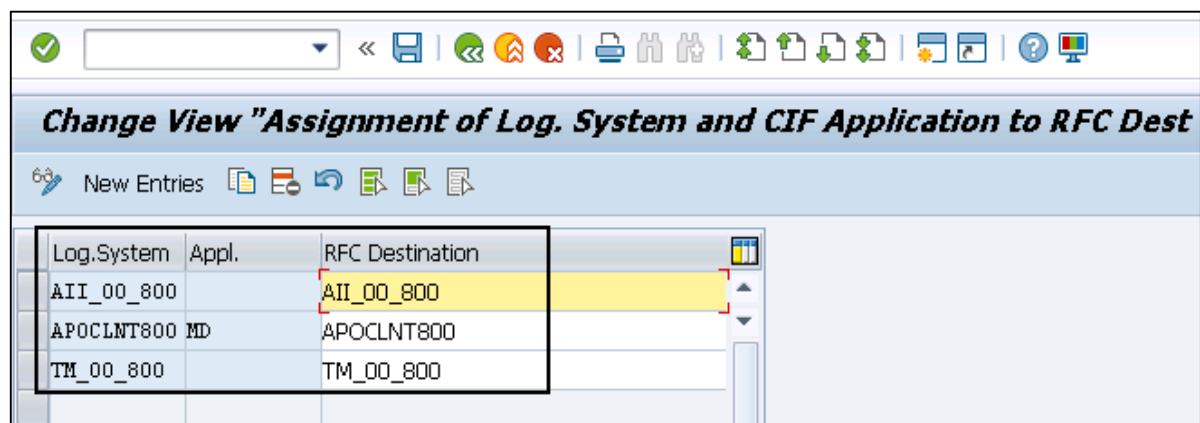 Change View "Assignment of Log. System and CIF Application to RFC Dest
New Entries
Log.System Appl. RFC Destination
AII_00_800 AII_00_800
APOCLNT800 MD APOCLNT800
TM_00_800 TM_00_800